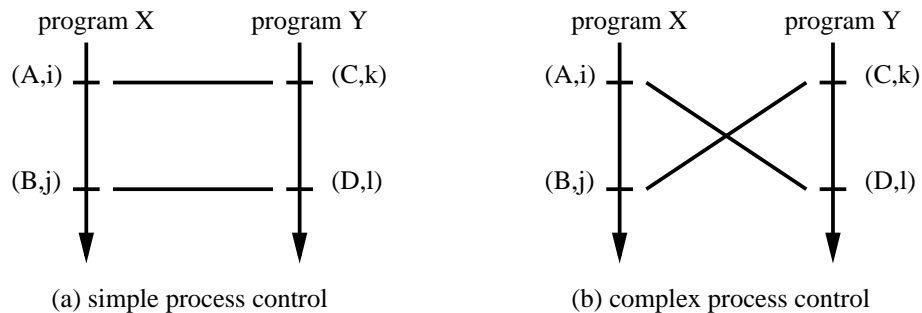 program X program Y program X program Y
(A,i) (C,k) (A,i) (C,k)
(B,j) (D,l) (B,j) (D,l)
(a) simple process control (b) complex process control